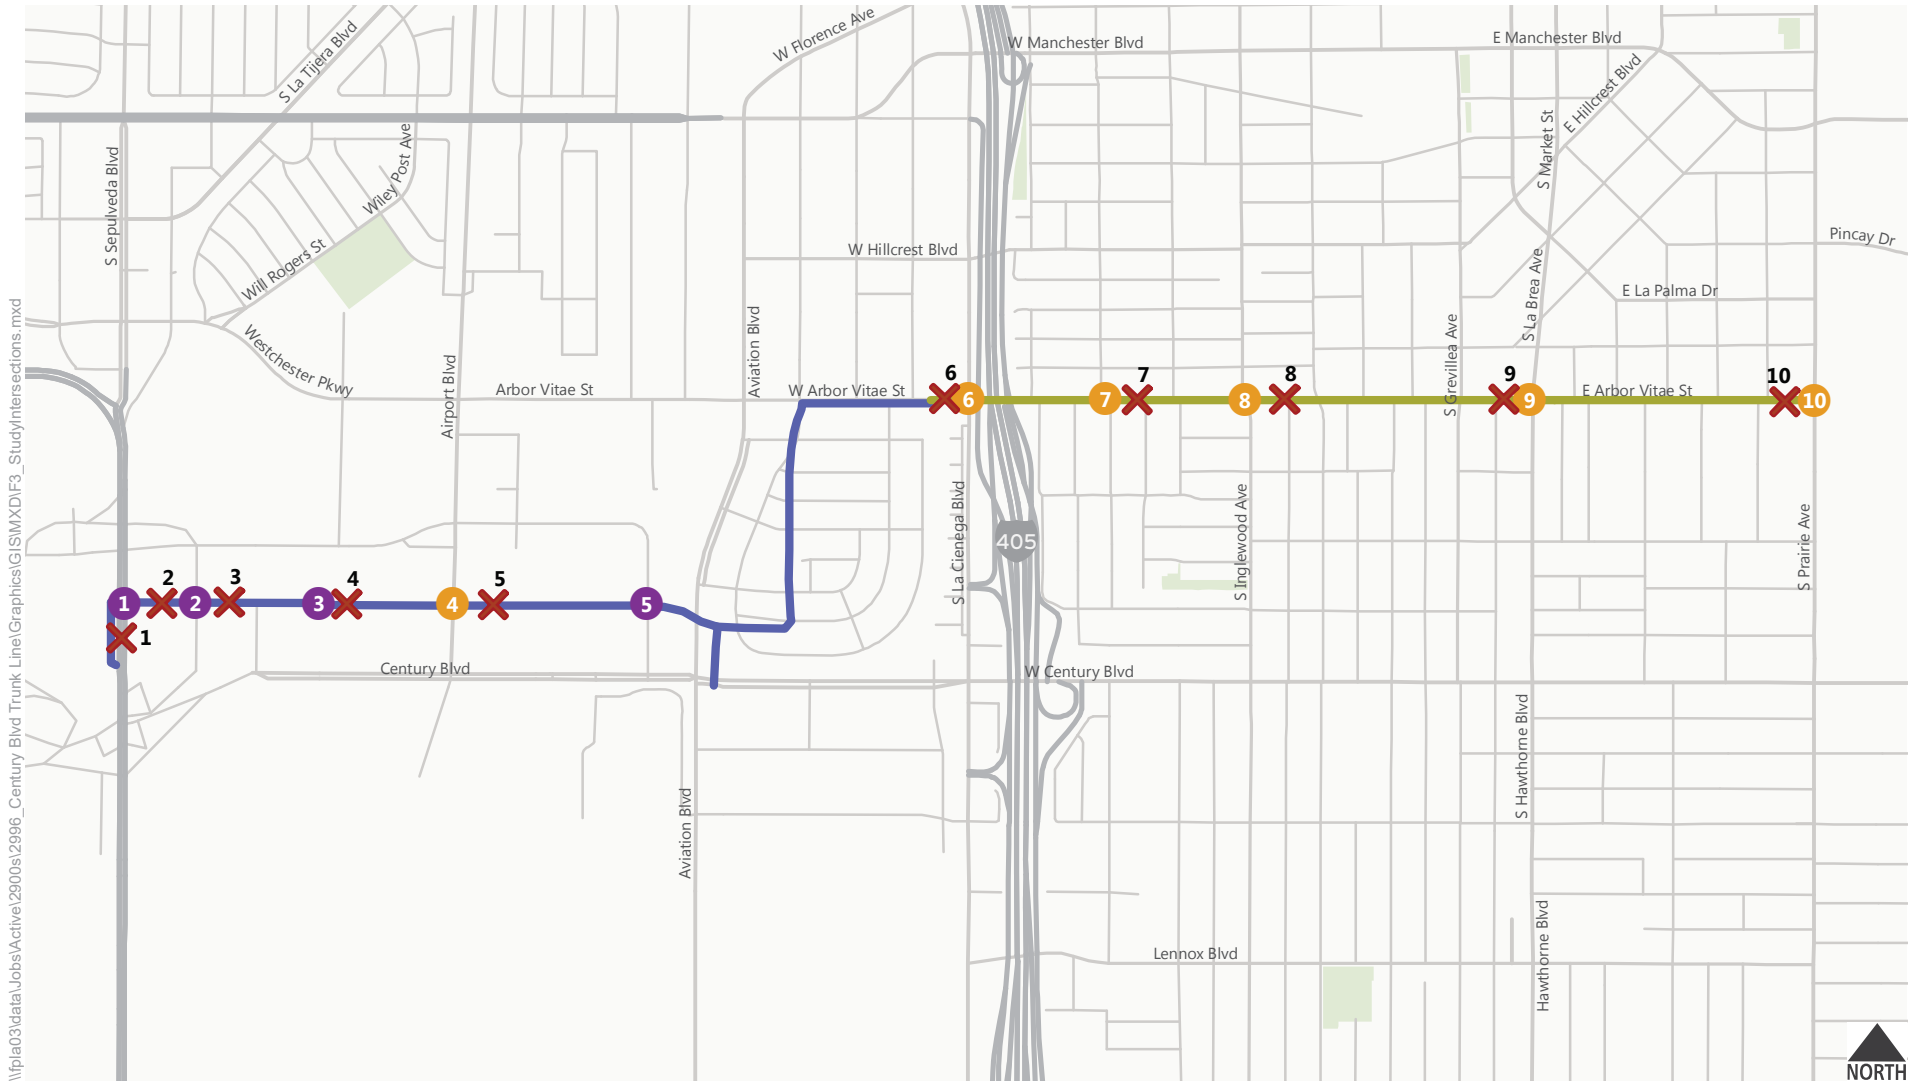 W Florence Ave
W Manchester Blvd
E Manchester Blvd
S La Tijera Blvd
E Hillcrest Blvd
S Sepulveda Blvd
Wiley Post Ave
S Market St
Will Rogers St
W Hillcrest Blvd
Pincay Dr
S La Brea Ave
E La Palma Dr
Westchester Pkwy
Airport Blvd
Aviation Blvd
S Grevillea Ave
Arbor Vitae St
W Arbor Vitae St
E Arbor Vitae St
6
7
8
9
10
6
7
8
9
10
S La Cienega Blvd
405
S Inglewood Ave
S Prairie Ave
2
3
4
5
1
2
3
4
5
1
Century Blvd
W Century Blvd
S Hawthorne Blvd
Aviation Blvd
Hawthorne Blvd
Lennox Blvd
NORTH
\\fpla03\data\Jobs\Active\2900s\2996_Century Blvd Trunk Line\Graphics\GIS\MXD\F3_StudyIntersections.mxd